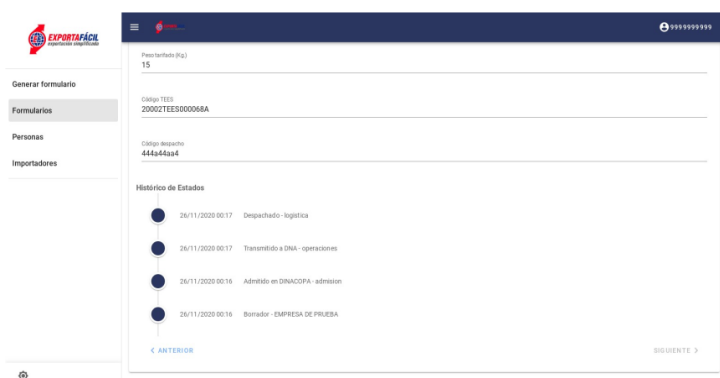 EXPORTAFÁCIL
exportación simplificada
9999999999
Generar formulario
Formularios
Personas
Importadores
Peso tarifado (Kg.)
15
Código TEES
20002TEES000068A
Código despacho
444a44aa4
Histórico de Estados
26/11/2020 00:17 Despachado - logistica
26/11/2020 00:17 Transmitido a DNA - operaciones
26/11/2020 00:16 Admitido en DINACOPA - admision
26/11/2020 00:16 Borrador - EMPRESA DE PRUEBA
< ANTERIOR
SIGUIENTE >